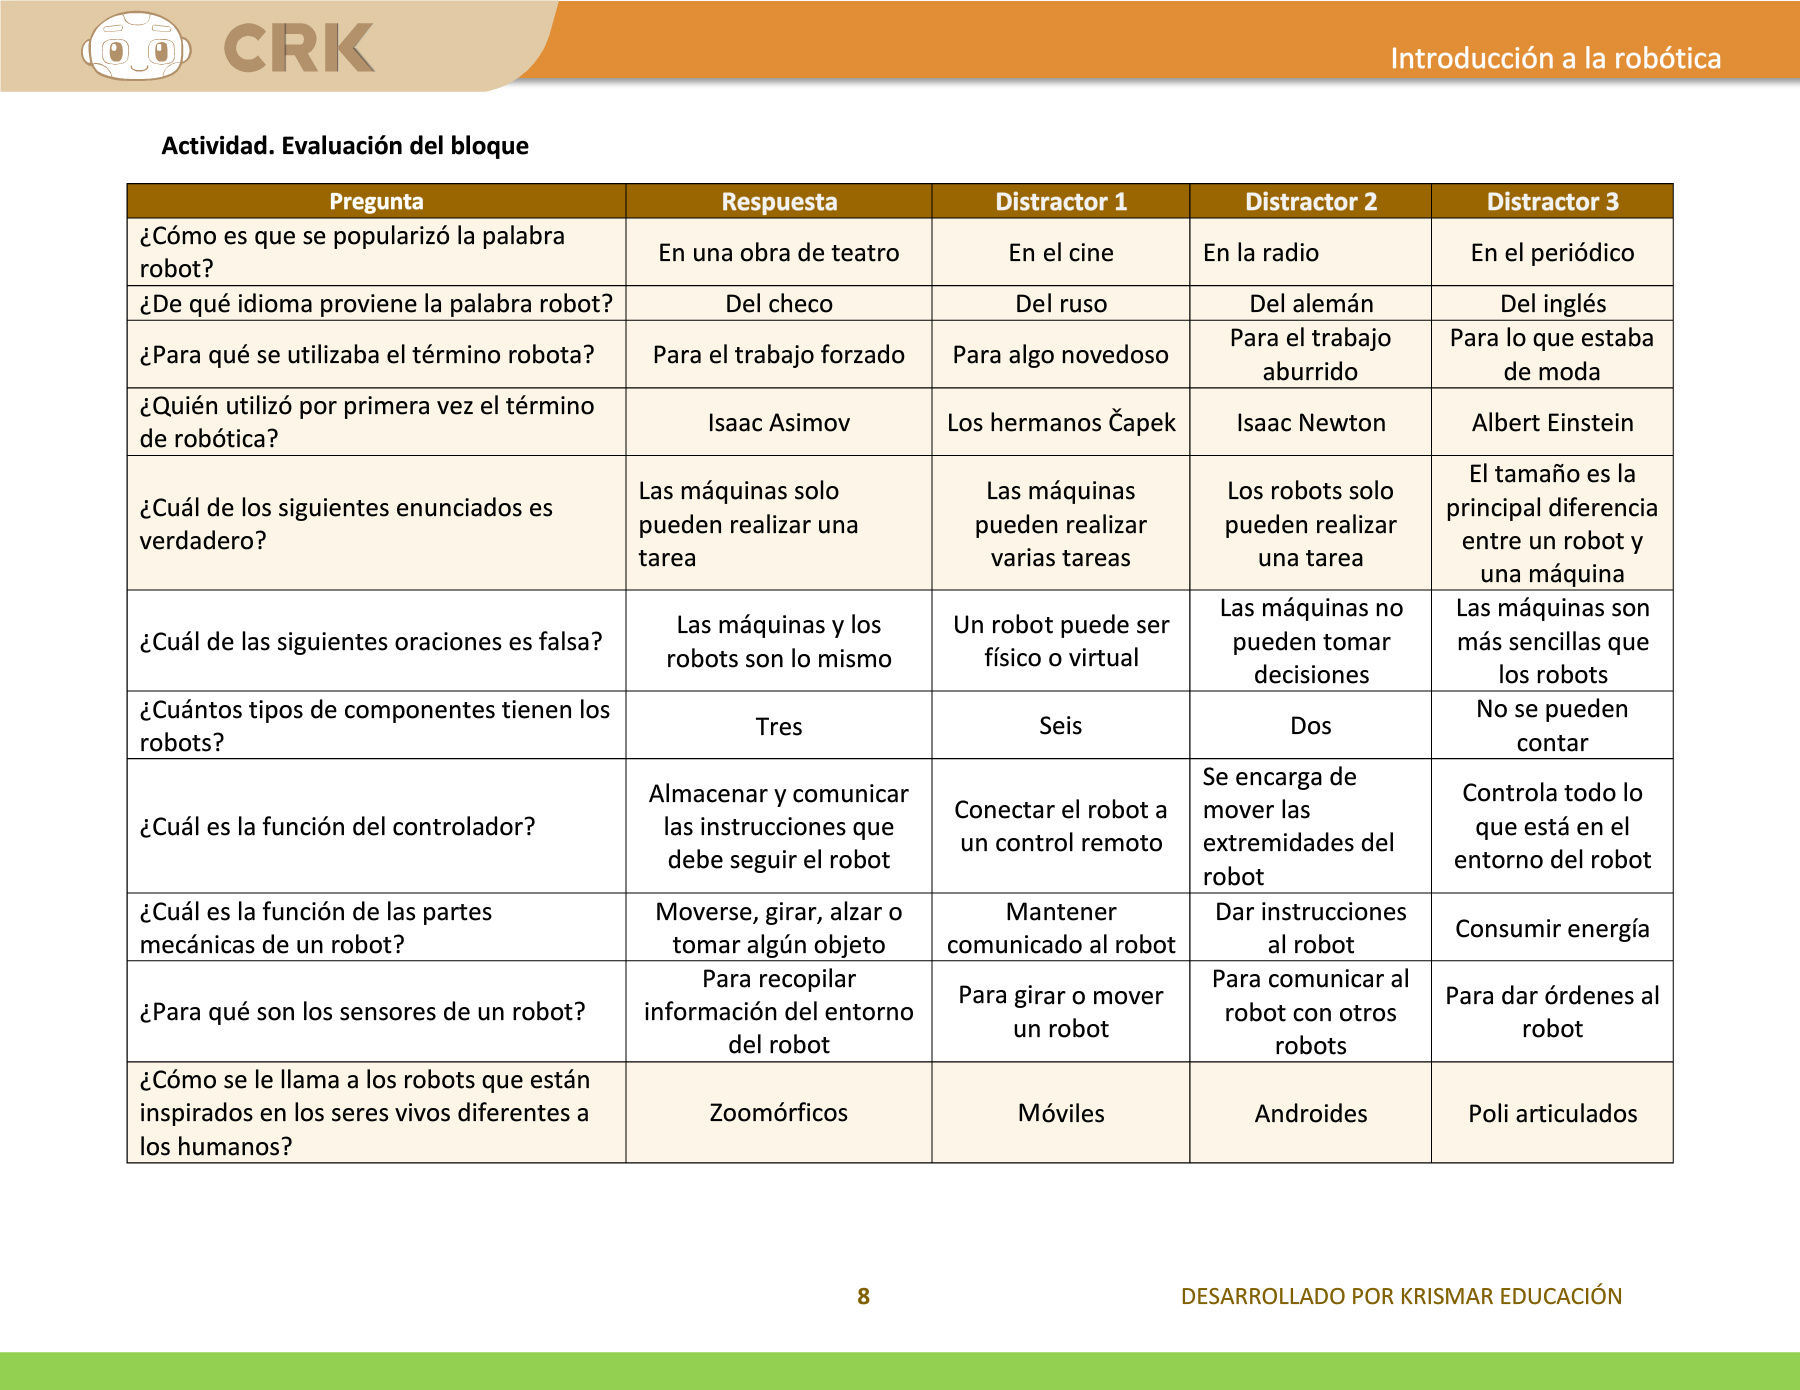 CRK
Introducción a la robótica
Actividad. Evaluación del bloque
Pregunta
Respuesta
Distractor 1
Distractor 2
Distractor 3
¿Cómo es que se popularizó la palabra
robot?
En una obra de teatro
En el cine
En la radio
En el periódico
¿De qué idioma proviene la palabra robot?
Del checo
Del ruso
Del alemán
Del inglés
¿Para qué se utilizaba el término robota?
Para el trabajo forzado
Para algo novedoso
Para el trabajo
aburrido
Para lo que estaba
de moda
¿Quién utilizó por primera vez el término
de robótica?
Isaac Asimov
Los hermanos Čapek
Isaac Newton
Albert Einstein
¿Cuál de los siguientes enunciados es
verdadero?
Las máquinas solo
pueden realizar una
tarea
Las máquinas
pueden realizar
varias tareas
Los robots solo
pueden realizar
una tarea
El tamaño es la
principal diferencia
entre un robot y
una máquina
¿Cuál de las siguientes oraciones es falsa?
Las máquinas y los
robots son lo mismo
Un robot puede ser
físico o virtual
Las máquinas no
pueden tomar
decisiones
Las máquinas son
más sencillas que
los robots
¿Cuántos tipos de componentes tienen los
robots?
Tres
Seis
Dos
No se pueden
contar
¿Cuál es la función del controlador?
Almacenar y comunicar
las instrucciones que
debe seguir el robot
Conectar el robot a
un control remoto
Se encarga de
mover las
extremidades del
robot
Controla todo lo
que está en el
entorno del robot
¿Cuál es la función de las partes
mecánicas de un robot?
Moverse, girar, alzar o
tomar algún objeto
Mantener
comunicado al robot
Dar instrucciones
al robot
Consumir energía
¿Para qué son los sensores de un robot?
Para recopilar
información del entorno
del robot
Para girar o mover
un robot
Para comunicar al
robot con otros
robots
Para dar órdenes al
robot
¿Cómo se le llama a los robots que están
inspirados en los seres vivos diferentes a
los humanos?
Zoomórficos
Móviles
Androides
Poli articulados
8
DESARROLLADO POR KRISMAR EDUCACIÓN